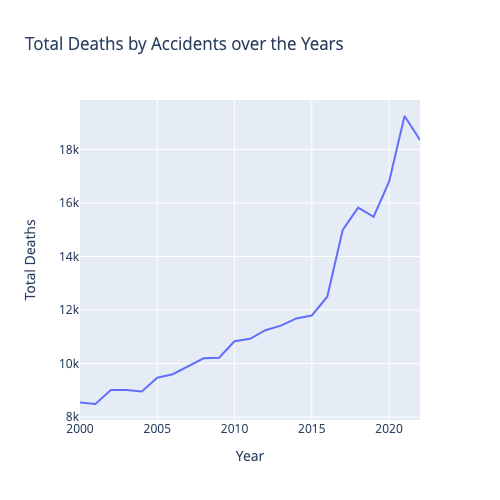 Total Deaths by Accidents over the Years
Total Deaths
18k
16k
14k
12k
10k
8k
2000 2005 2010 2015 2020
Year